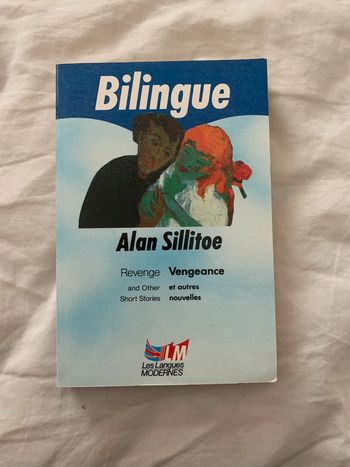 Bilingue
Alan Sillitoe
Revenge Vengeance
and Other et autres
Short Stories nouvelles
LM
Les Langues
MODERNES